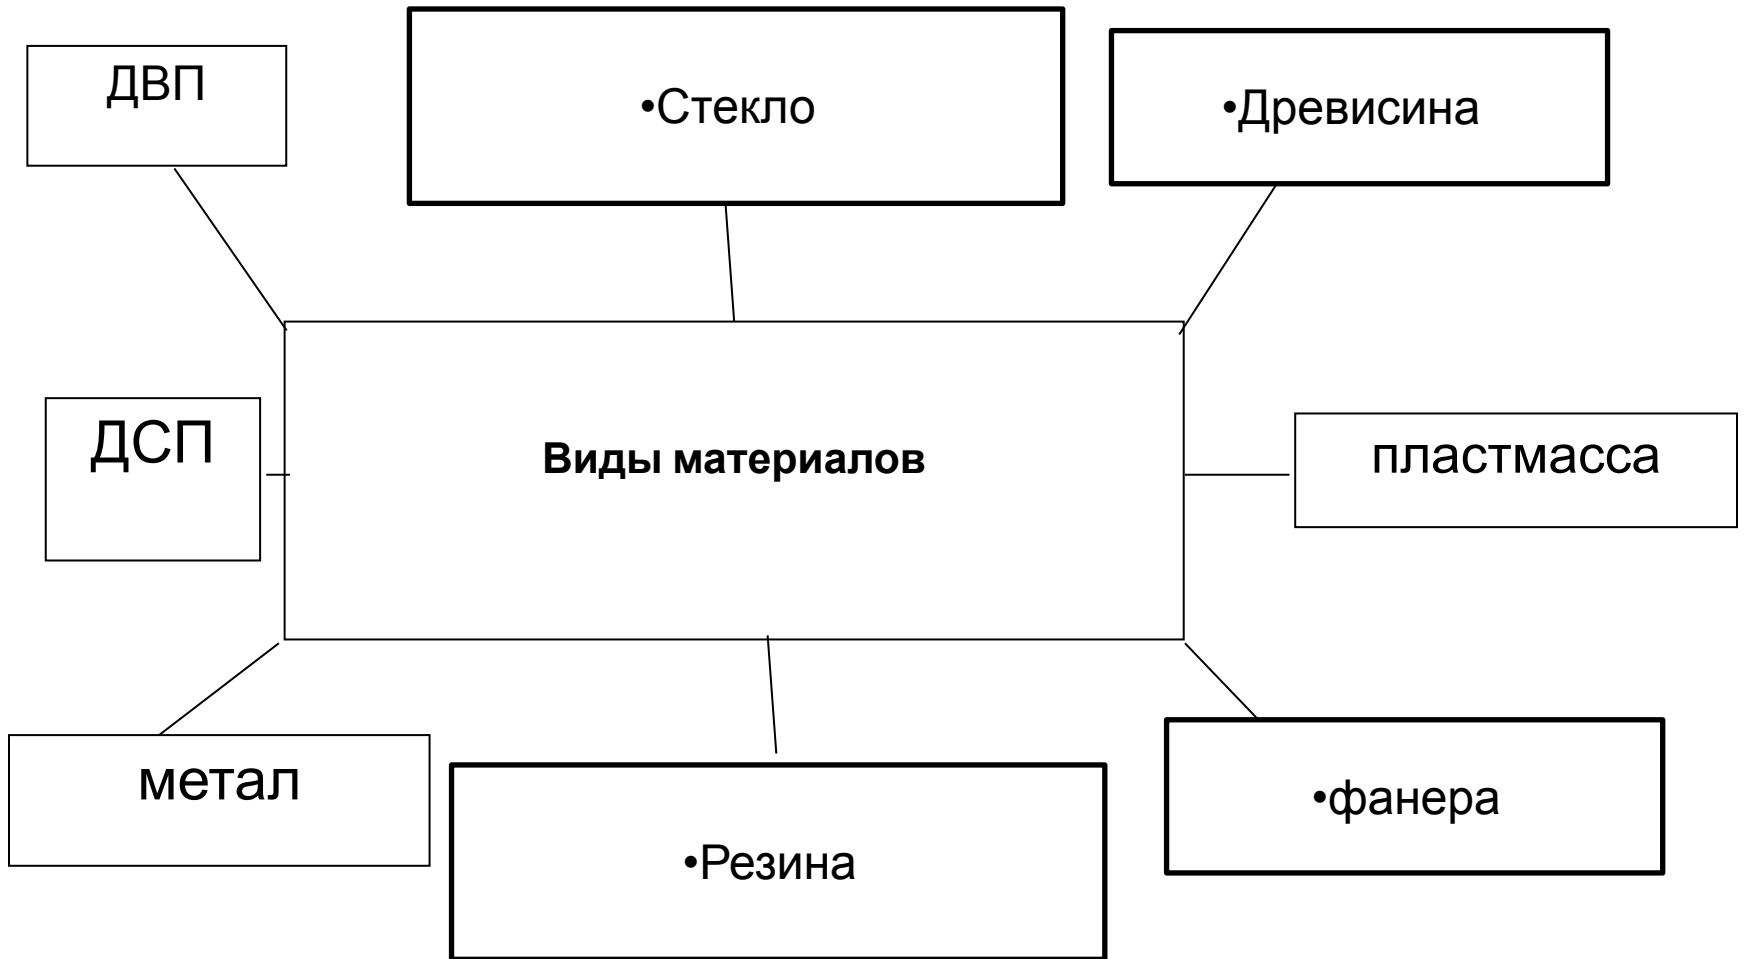 ДВП
•Стекло
•Древисина
ДСП
Виды материалов
пластмасса
метал
•Резина
•фанера